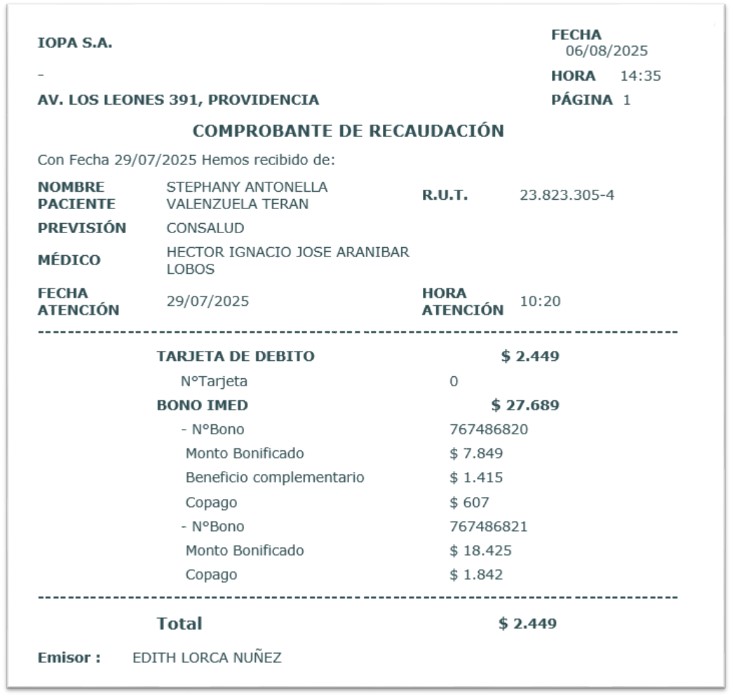 IOPA S.A.
FECHA
06/08/2025
-
HORA 14:35
AV. LOS LEONES 391, PROVIDENCIA
PÁGINA 1
COMPROBANTE DE RECAUDACIÓN
Con Fecha 29/07/2025 Hemos recibido de:
NOMBRE PACIENTE STEPHANY ANTONELLA VALENZUELA TERAN R.U.T. 23.823.305-4
PREVISIÓN CONSALUD
MÉDICO HECTOR IGNACIO JOSE ARANIBAR LOBOS
FECHA ATENCIÓN 29/07/2025 HORA ATENCIÓN 10:20
TARJETA DE DEBITO $ 2.449
N°Tarjeta 0
BONO IMED $ 27.689
- N°Bono 767486820
Monto Bonificado $ 7.849
Beneficio complementario $ 1.415
Copago $ 607
- N°Bono 767486821
Monto Bonificado $ 18.425
Copago $ 1.842
Total $ 2.449
Emisor : EDITH LORCA NUÑEZ